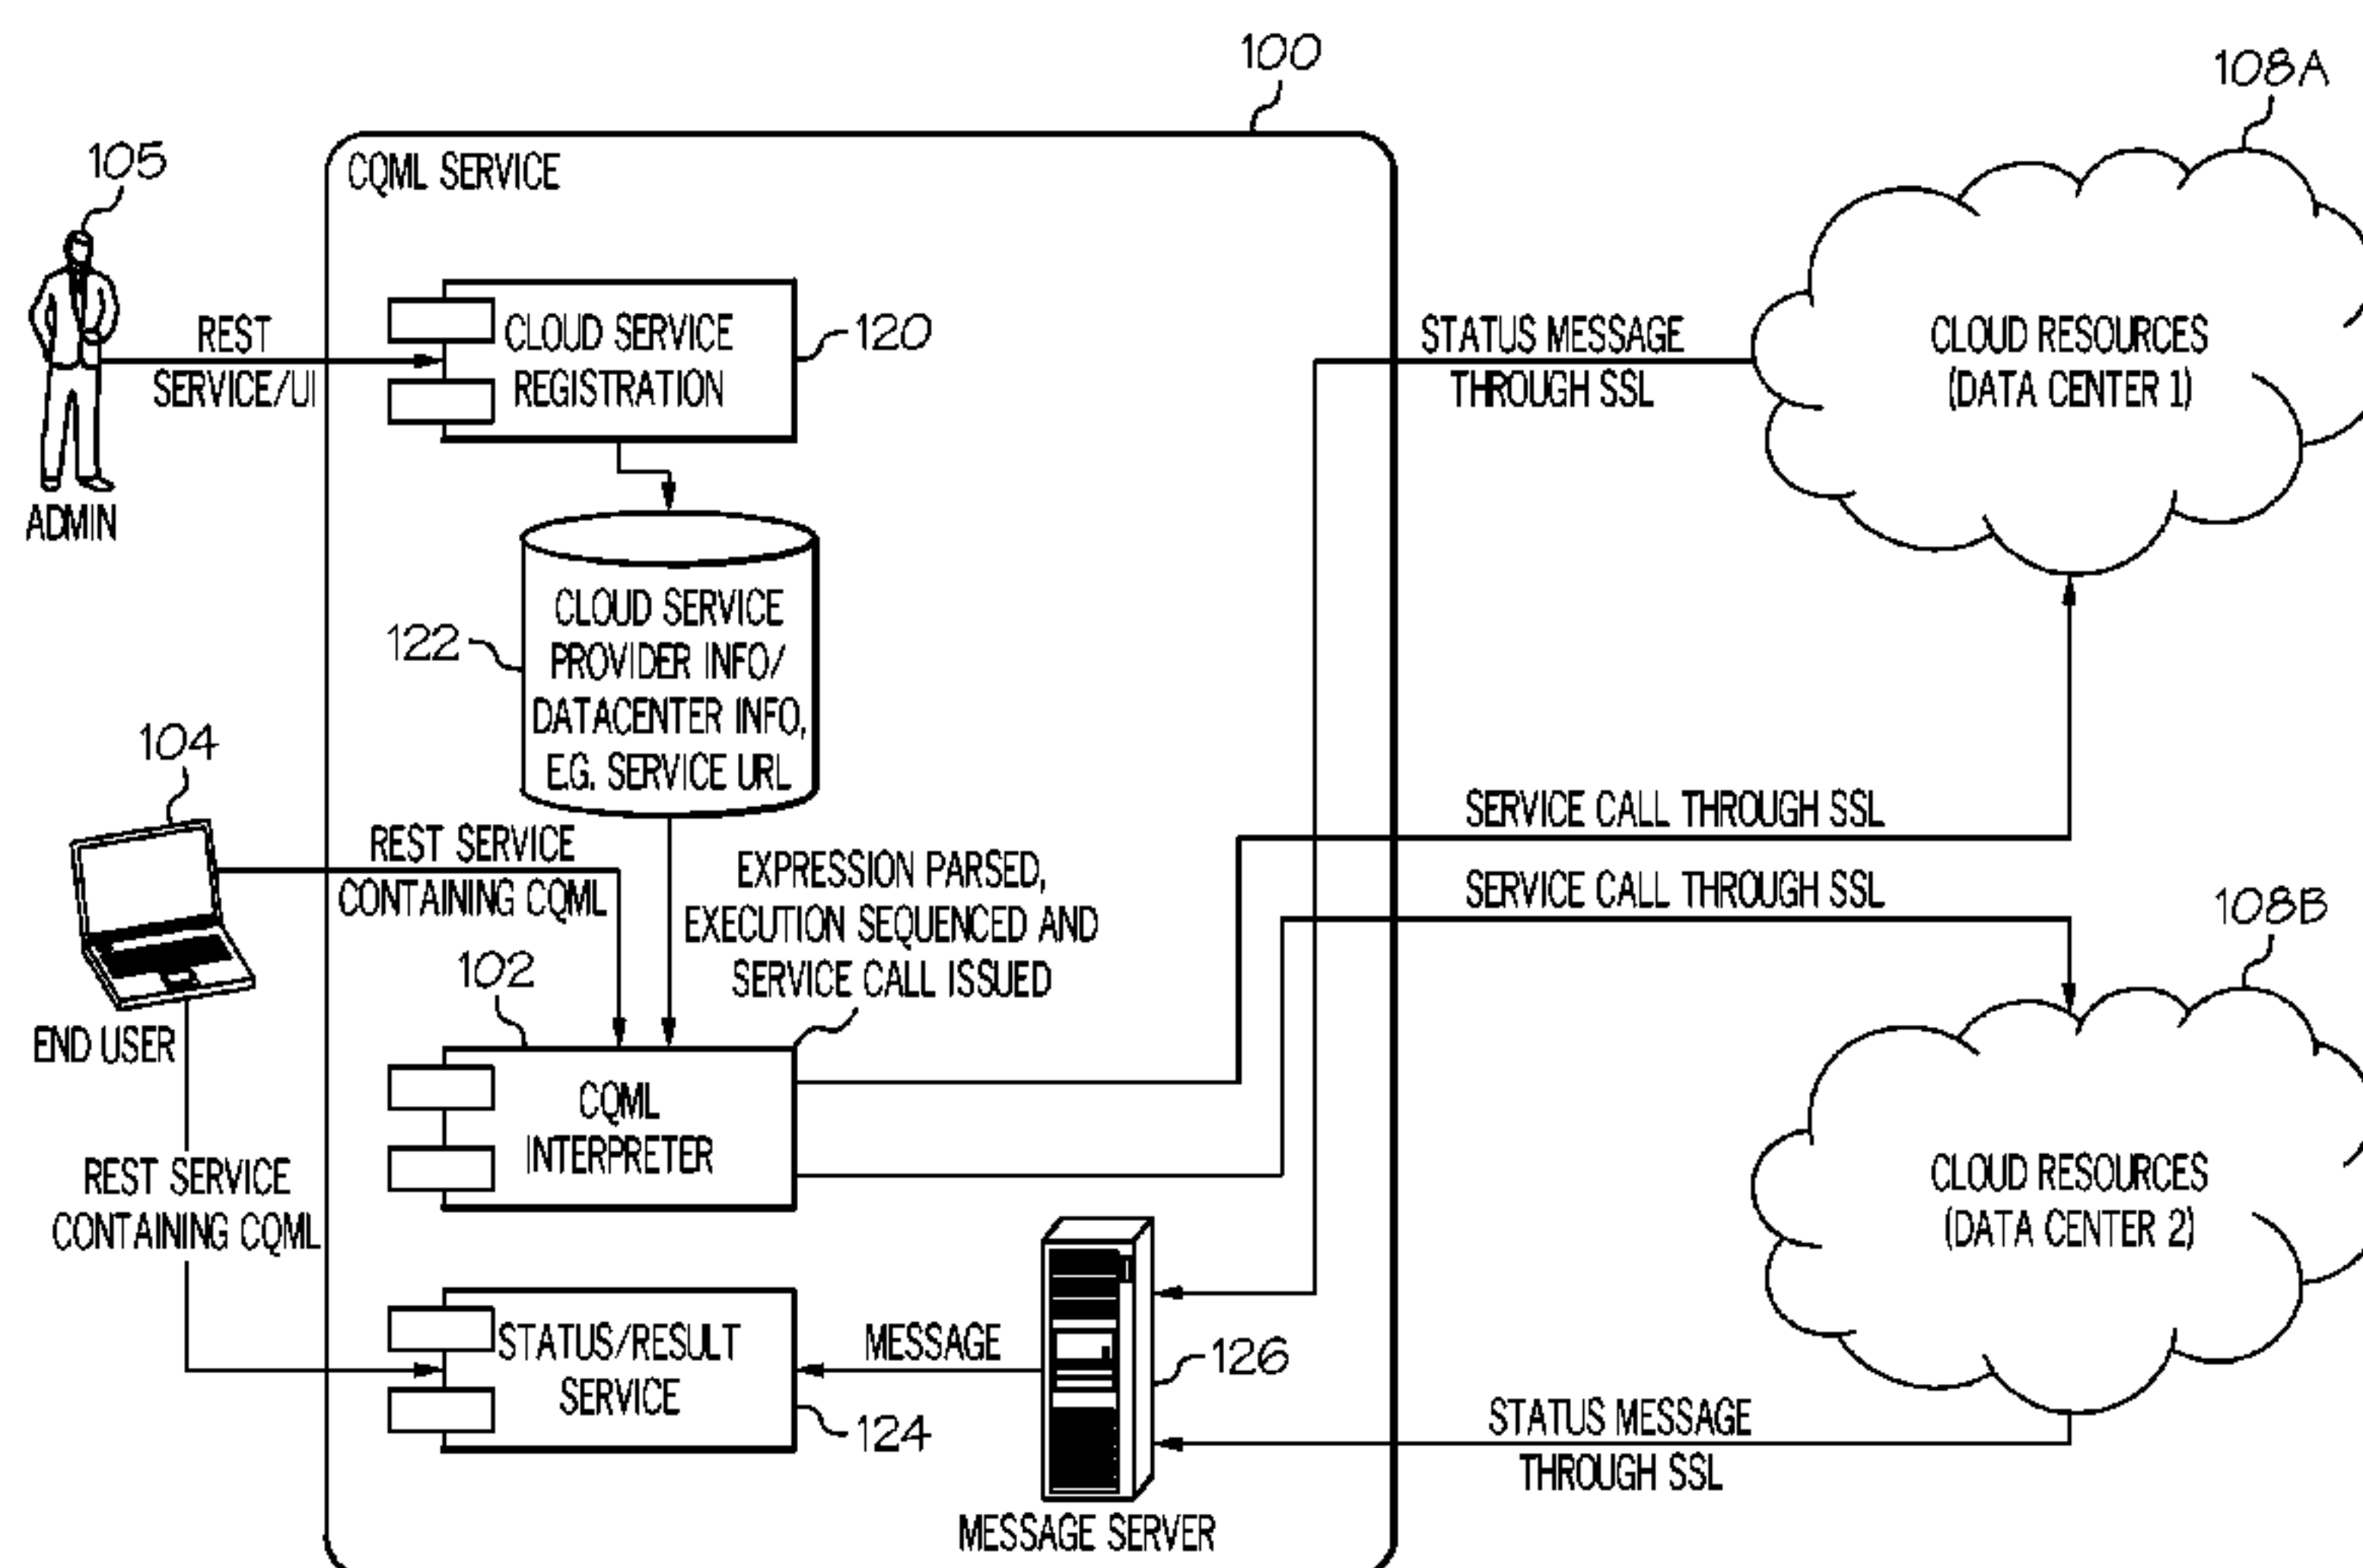 100
108A
105
CQML SERVICE
REST
SERVICE/UI
CLOUD SERVICE
REGISTRATION
120
STATUS MESSAGE
THROUGH SSL
CLOUD RESOURCES
(DATA CENTER 1)
ADMIN
122
CLOUD SERVICE
PROVIDER INFO/
DATACENTER INFO,
E.G. SERVICE URL
104
REST SERVICE
CONTAINING CQML
EXPRESSION PARSED,
EXECUTION SEQUENCED AND
SERVICE CALL ISSUED
SERVICE CALL THROUGH SSL
SERVICE CALL THROUGH SSL
108B
102
END USER
CQML
INTERPRETER
CLOUD RESOURCES
(DATA CENTER 2)
REST SERVICE
CONTAINING CQML
STATUS/RESULT
SERVICE
124
MESSAGE
126
STATUS MESSAGE
THROUGH SSL
MESSAGE SERVER